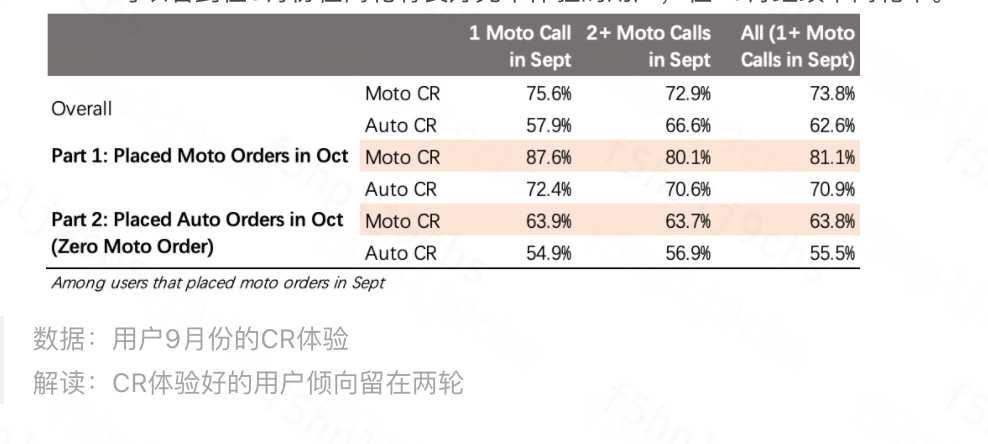 1 Moto Call in Sept 2+ Moto Calls in Sept All (1+ Moto Calls in Sept)
Overall Moto CR 75.6% 72.9% 73.8%
Auto CR 57.9% 66.6% 62.6%
Part 1: Placed Moto Orders in Oct Moto CR 87.6% 80.1% 81.1%
Auto CR 72.4% 70.6% 70.9%
Part 2: Placed Auto Orders in Oct (Zero Moto Order) Moto CR 63.9% 63.7% 63.8%
Auto CR 54.9% 56.9% 55.5%
Among users that placed moto orders in Sept
数据：用户9月份的CR体验
解读：CR体验好的用户倾向留在两轮